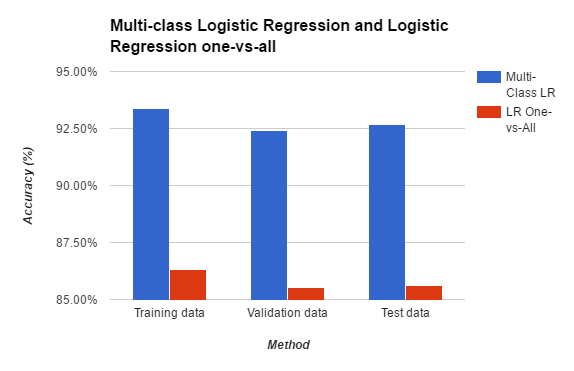 Multi-class Logistic Regression and Logistic
Regression one-vs-all
95.00%
92.50%
90.00%
87.50%
85.00%
Accuracy (%)
Training data
Validation data
Test data
Method
Multi-
Class LR
LR One-
vs-All